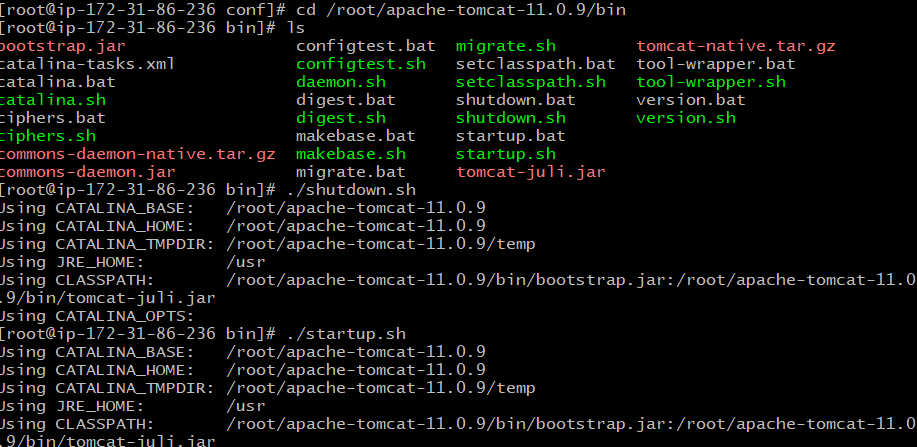 [root@ip-172-31-86-236 conf]# cd /root/apache-tomcat-11.0.9/bin
[root@ip-172-31-86-236 bin]# ls
bootstrap.jar configtest.bat migrate.sh tomcat-native.tar.gz
catalina-tasks.xml configtest.sh setclasspath.bat tool-wrapper.bat
catalina.bat daemon.sh setclasspath.sh tool-wrapper.sh
catalina.sh digest.bat shutdown.bat version.bat
ciphers.bat digest.sh shutdown.sh version.sh
ciphers.sh makebase.bat startup.bat
commons-daemon-native.tar.gz makebase.sh startup.sh
commons-daemon.jar migrate.bat tomcat-juli.jar
[root@ip-172-31-86-236 bin]# ./shutdown.sh
Using CATALINA_BASE: /root/apache-tomcat-11.0.9
Using CATALINA_HOME: /root/apache-tomcat-11.0.9
Using CATALINA_TMPDIR: /root/apache-tomcat-11.0.9/temp
Using JRE_HOME: /usr
Using CLASSPATH: /root/apache-tomcat-11.0.9/bin/bootstrap.jar:/root/apache-tomcat-11.0
.9/bin/tomcat-juli.jar
Using CATALINA_OPTS:
[root@ip-172-31-86-236 bin]# ./startup.sh
Using CATALINA_BASE: /root/apache-tomcat-11.0.9
Using CATALINA_HOME: /root/apache-tomcat-11.0.9
Using CATALINA_TMPDIR: /root/apache-tomcat-11.0.9/temp
Using JRE_HOME: /usr
Using CLASSPATH: /root/apache-tomcat-11.0.9/bin/bootstrap.jar:/root/apache-tomcat-11.0
.9/bin/tomcat-juli.jar